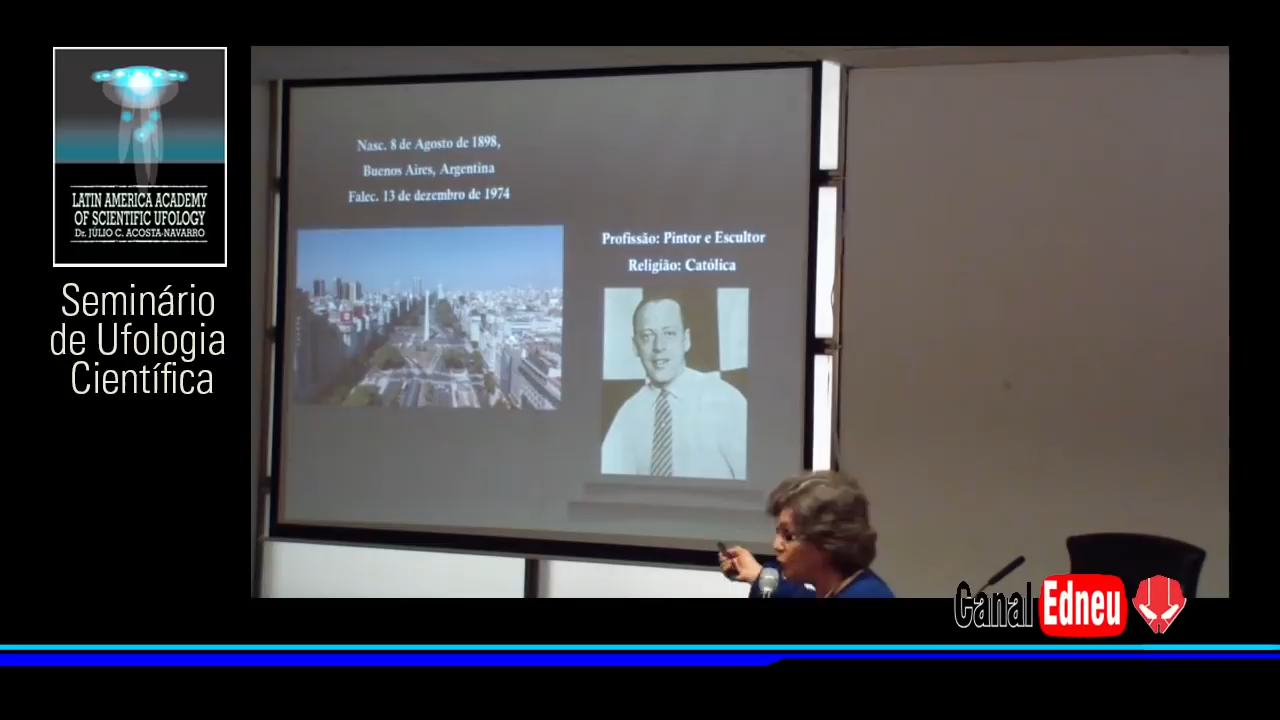 LATIN AMERICA ACADEMY
OF SCIENTIFIC UFOLOGY
Dr. JÚLIO C. ACOSTA-NAVARRO
Seminário
de Ufologia
Científica
Nasc. 8 de Agosto de 1898,
Buenos Aires, Argentina
Falec. 13 de dezembro de 1974
Profissão: Pintor e Escultor
Religião: Católica
Canal Edneu